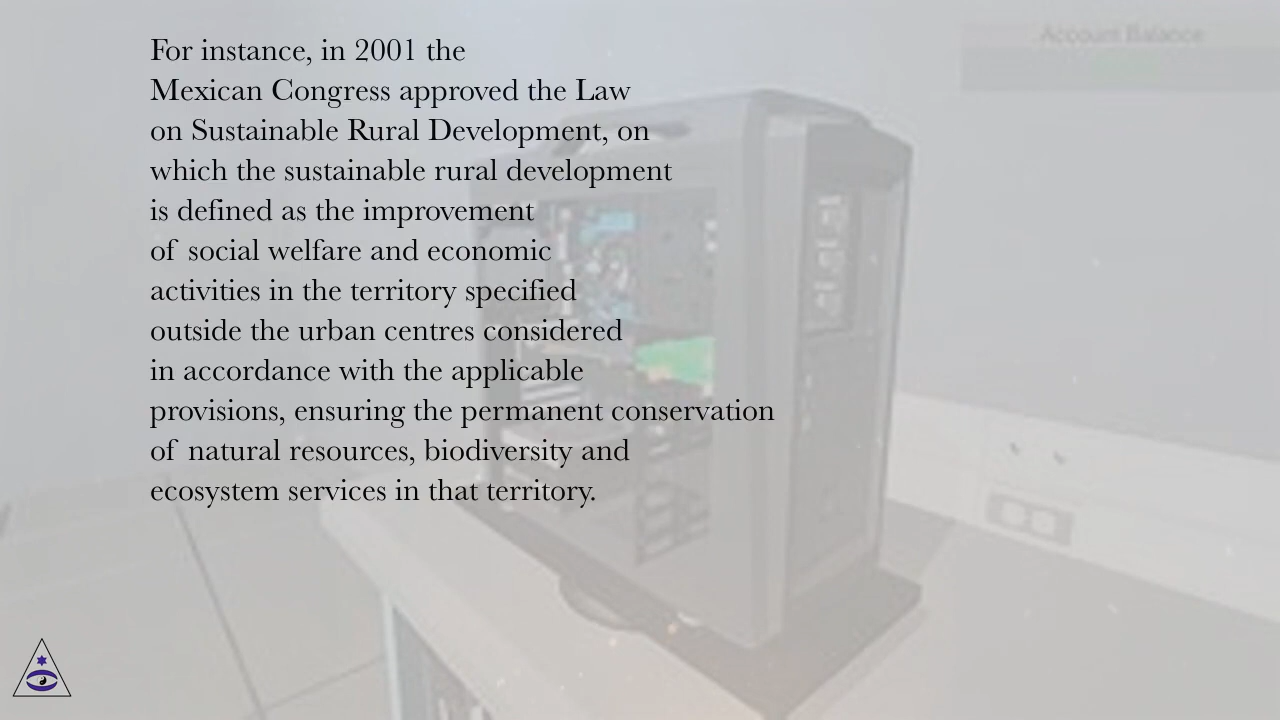 For instance, in 2001 the
Mexican Congress approved the Law
on Sustainable Rural Development, on
which the sustainable rural development
is defined as the improvement
of social welfare and economic
activities in the territory specified
outside the urban centres considered
in accordance with the applicable
provisions, ensuring the permanent conservation
of natural resources, biodiversity and
ecosystem services in that territory.
Account Balance